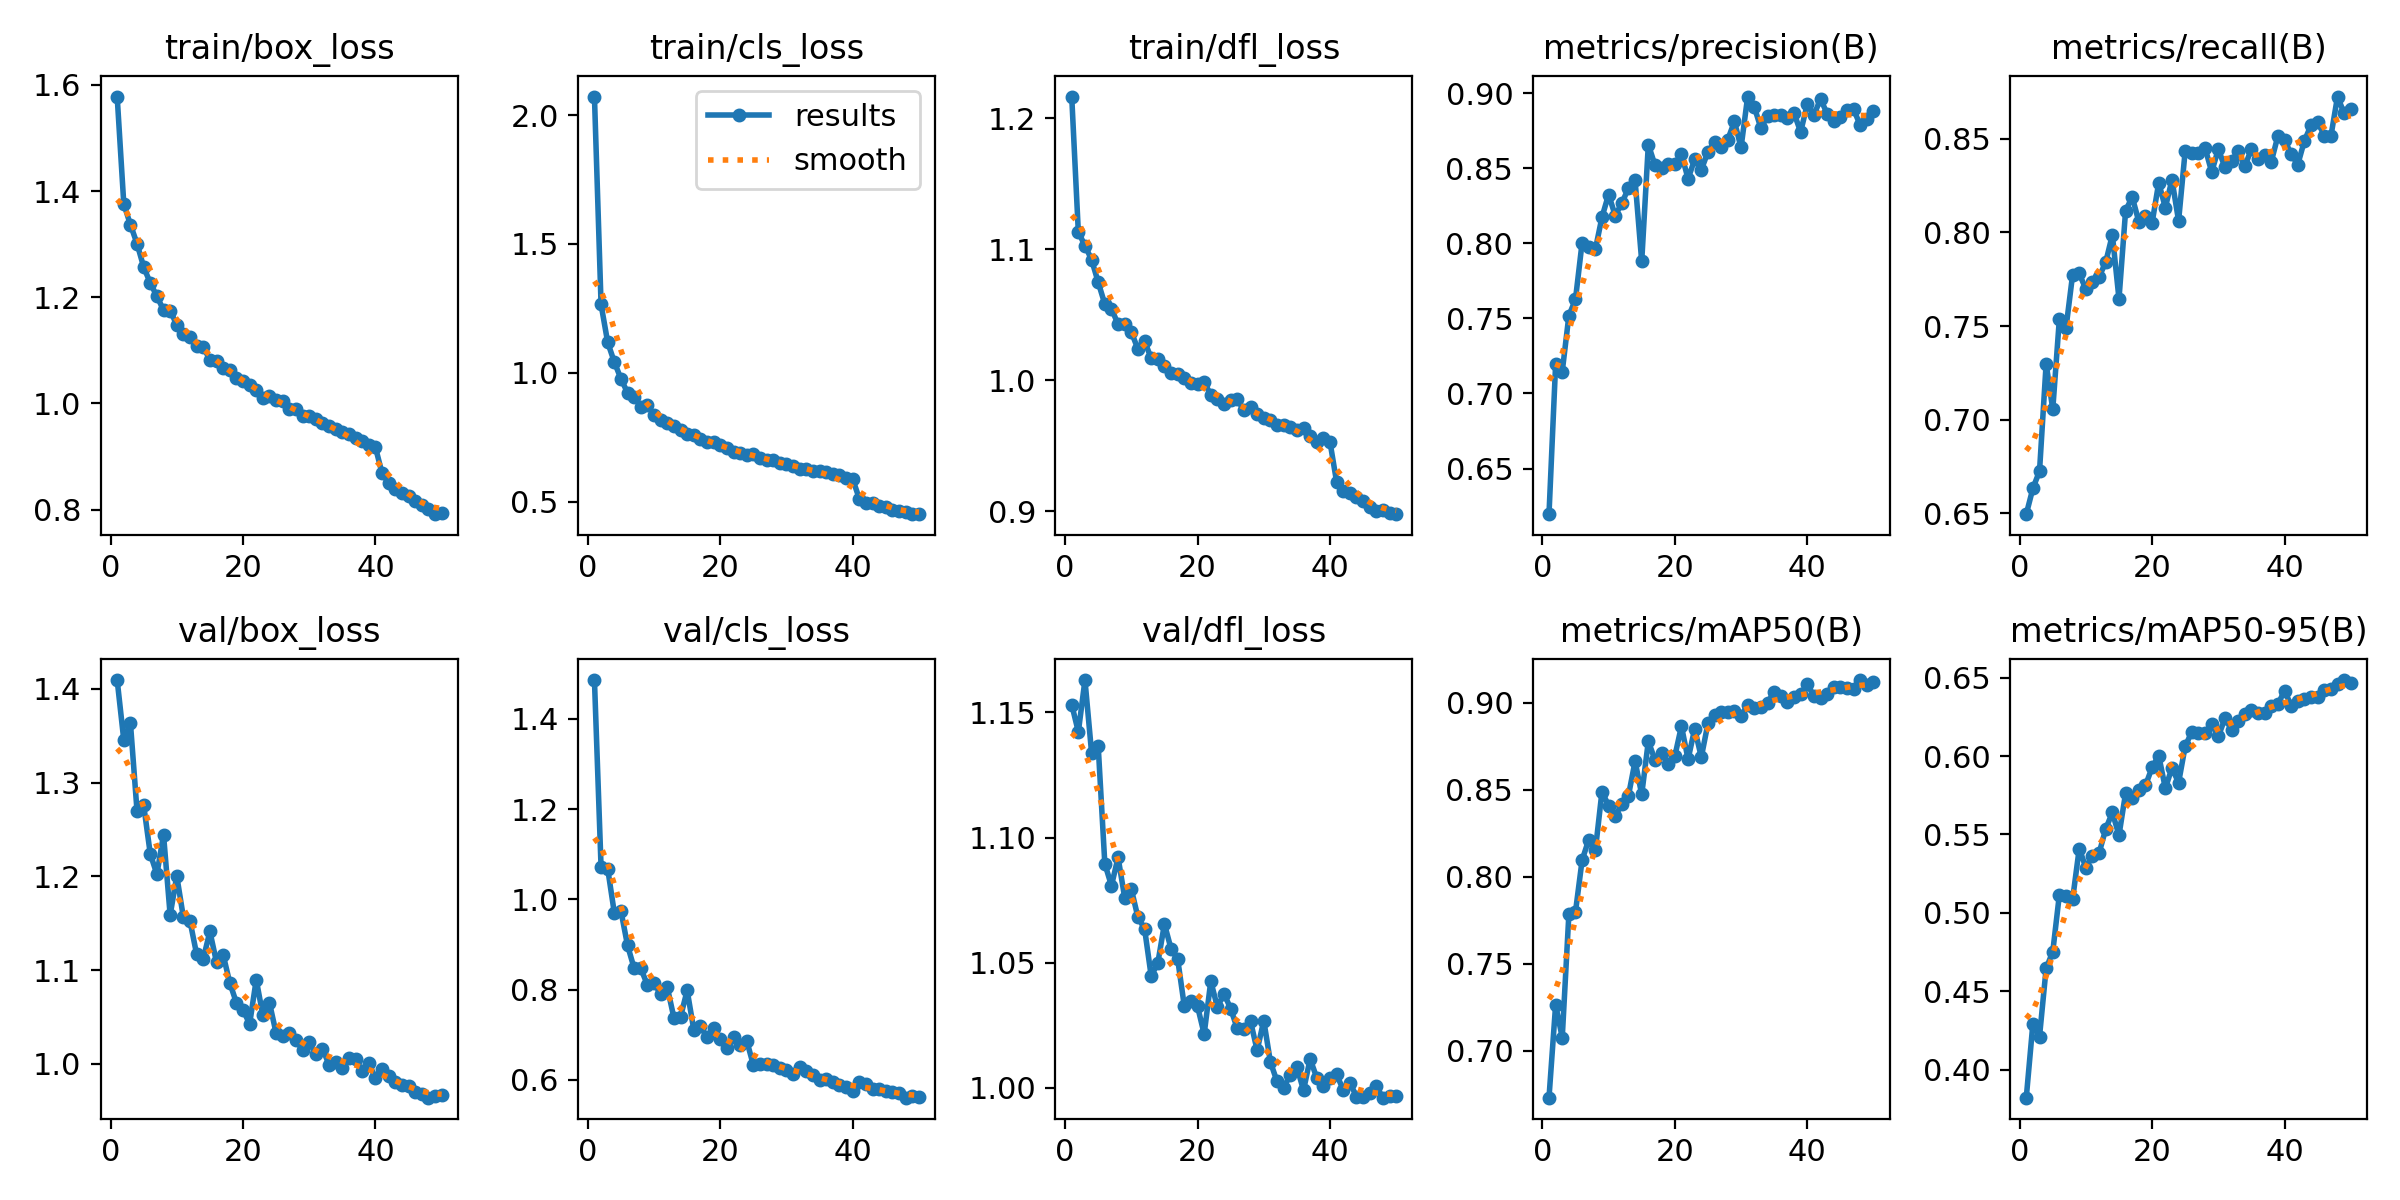 train/box_loss
1.6
1.4
1.2
1.0
0.8
0 20 40
train/cls_loss
results
smooth
2.0
1.5
1.0
0.5
0 20 40
train/dfl_loss
1.2
1.1
1.0
0.9
0 20 40
metrics/precision(B)
0.90
0.85
0.80
0.75
0.70
0.65
0 20 40
metrics/recall(B)
0.85
0.80
0.75
0.70
0.65
0 20 40
val/box_loss
1.4
1.3
1.2
1.1
1.0
0 20 40
val/cls_loss
1.4
1.2
1.0
0.8
0.6
0 20 40
val/dfl_loss
1.15
1.10
1.05
1.00
0 20 40
metrics/mAP50(B)
0.90
0.85
0.80
0.75
0.70
0 20 40
metrics/mAP50-95(B)
0.65
0.60
0.55
0.50
0.45
0.40
0 20 40